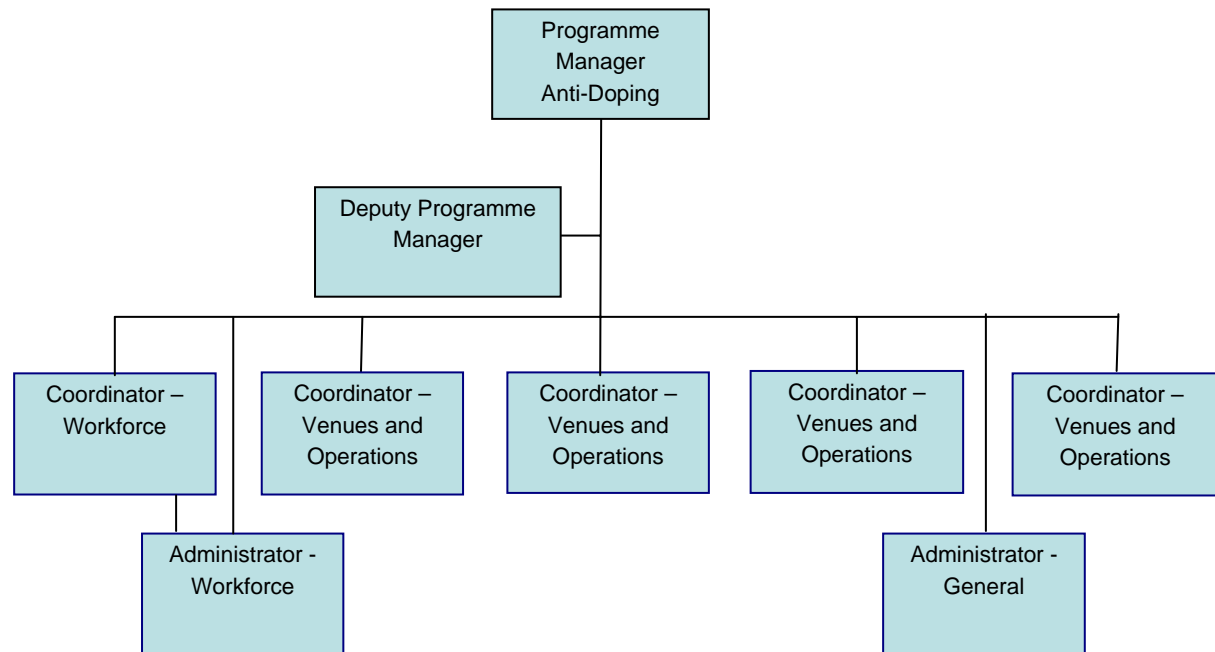 Programme
Manager
Anti-Doping
Deputy Programme
Manager
Coordinator –
Workforce
Coordinator –
Venues and
Operations
Coordinator –
Venues and
Operations
Coordinator –
Venues and
Operations
Coordinator –
Venues and
Operations
Administrator -
Workforce
Administrator -
General